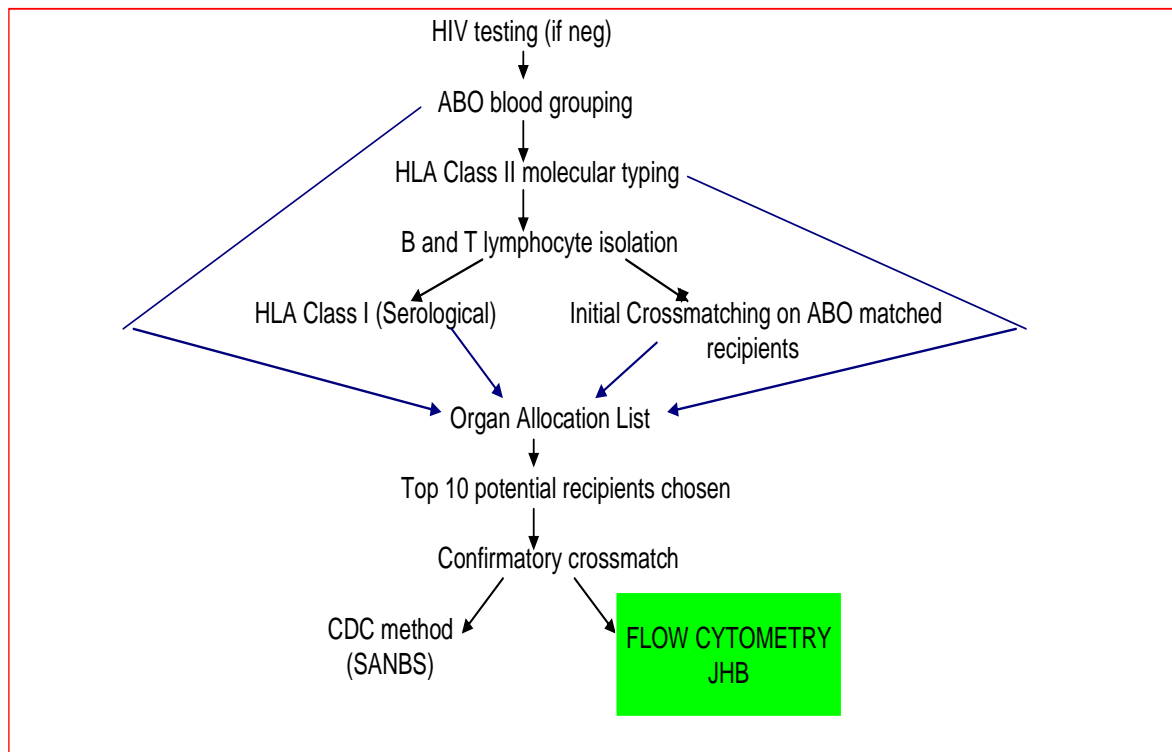 HIV testing (if neg)
ABO blood grouping
HLA Class II molecular typing
B and T lymphocyte isolation
HLA Class I (Serological)
Initial Crossmatching on ABO matched
recipients
Organ Allocation List
Top 10 potential recipients chosen
Confirmatory crossmatch
CDC method
(SANBS)
FLOW CYTOMETRY
JHB